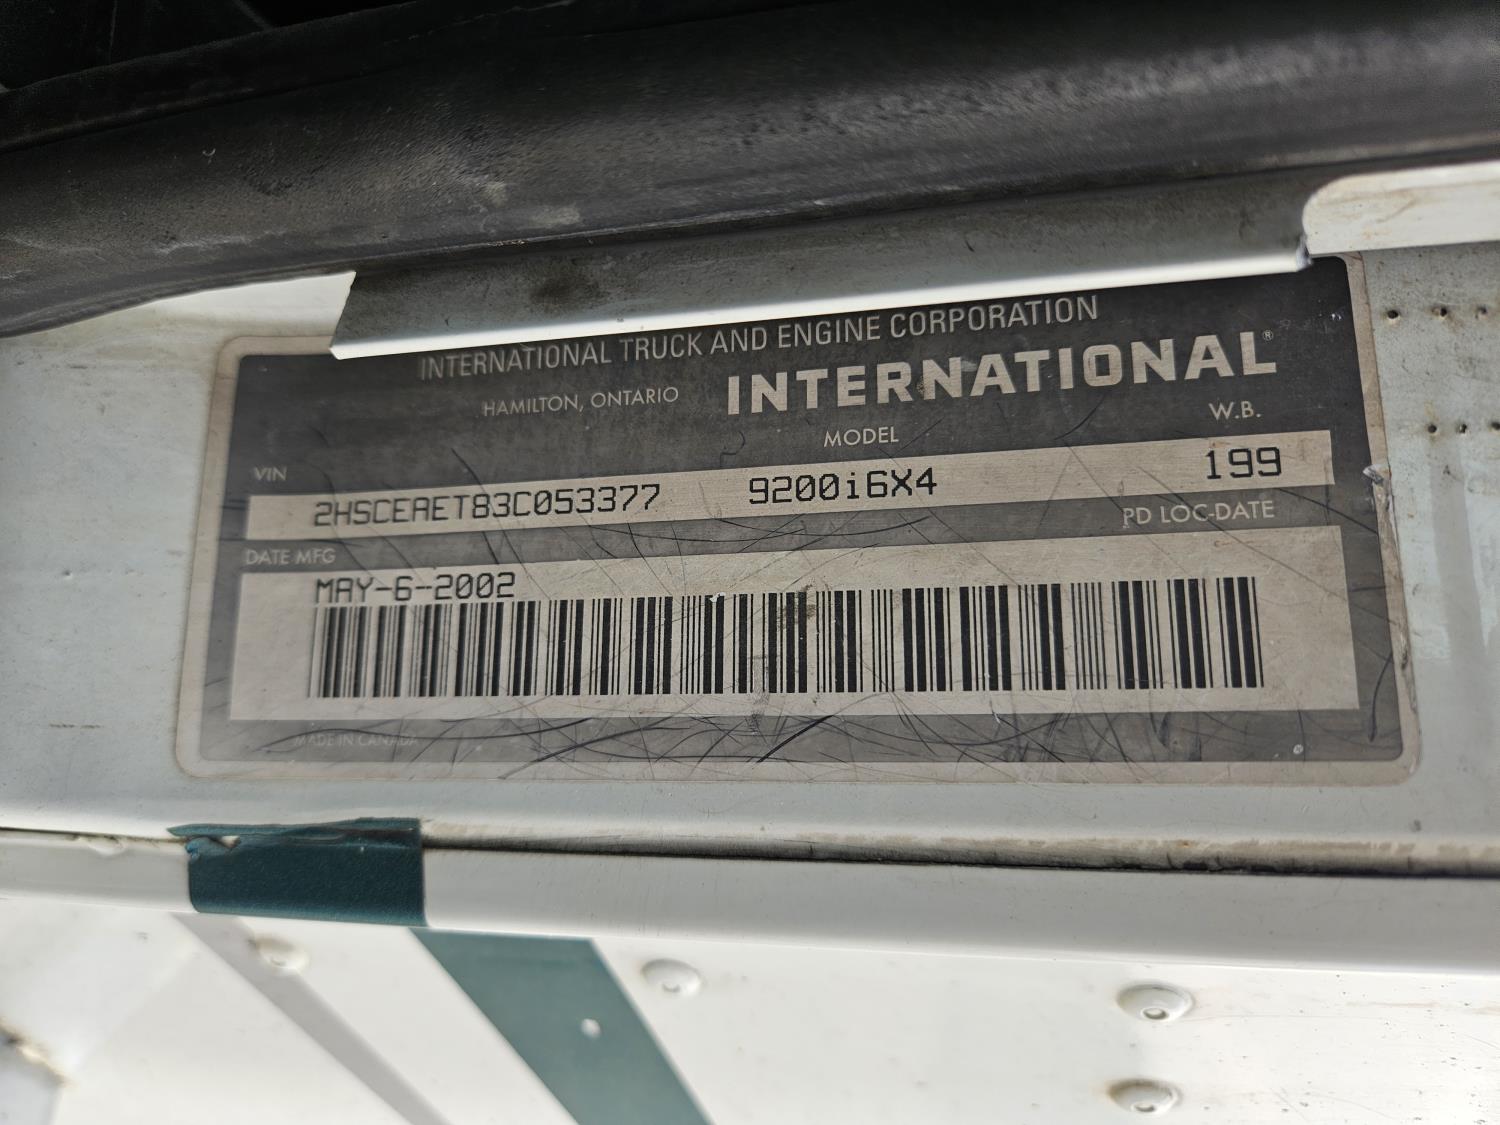 INTERNATIONAL TRUCK AND ENGINE CORPORATION
HAMILTON, ONTARIO INTERNATIONAL®
VIN MODEL W.B.
2HSCEAET83C053377 9200i6X4 199
DATE MFG PD LOC-DATE
MAY-6-2002
MADE IN CANADA